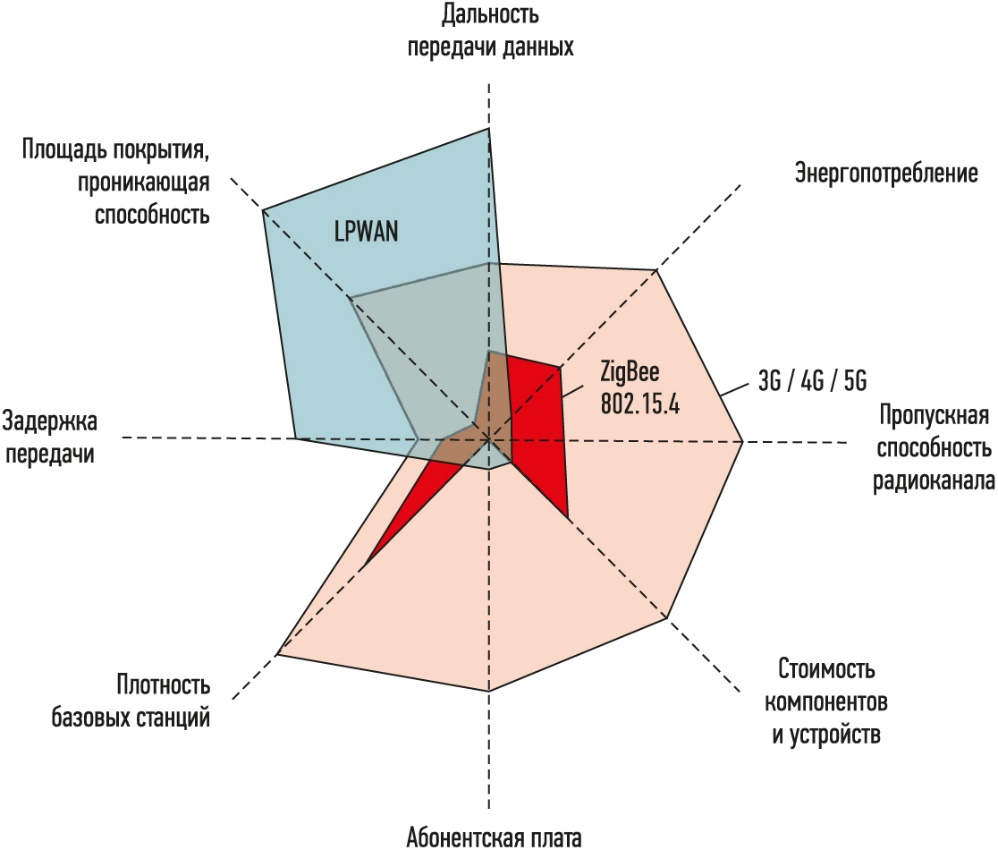 Дальность
передачи данных
Площадь покрытия,
проникающая
способность
Энергопотребление
LPWAN
ZigBee
802.15.4
3G / 4G / 5G
Пропускная
способность
радиоканала
Задержка
передачи
Плотность
базовых станций
Стоимость
компонентов
и устройств
Абонентская плата